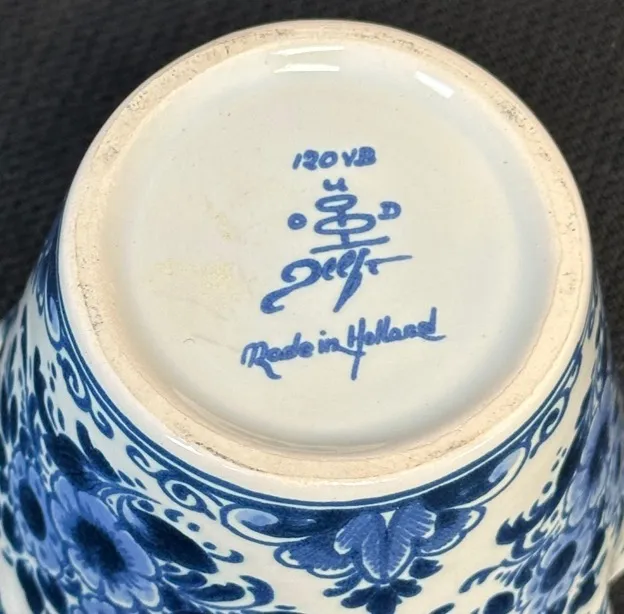 120 VB
U
O D
Delft
Made in Holland